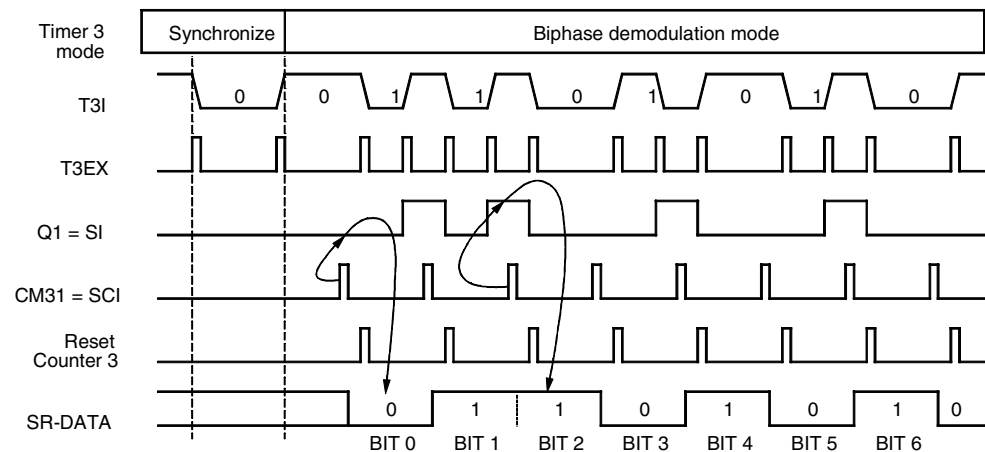 Timer 3
mode
Synchronize
Biphase demodulation mode
T3I
0 0 1 1 0 1 0 1 0
T3EX
Q1 = SI
CM31 = SCI
Reset
Counter 3
SR-DATA
0 1 1 0 1 0 1 0
BIT 0 BIT 1 BIT 2 BIT 3 BIT 4 BIT 5 BIT 6